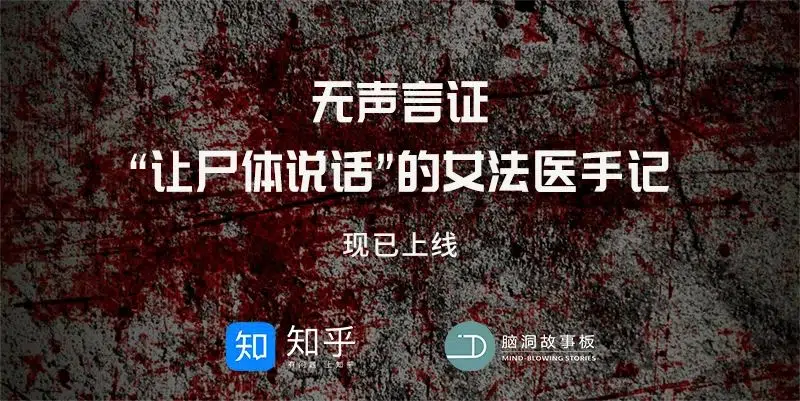 无声言证
“让尸体说话”的女法医手记
现已上线
知 知乎
有问题 上知乎
脑洞故事板
MIND-BLOWING STORIES